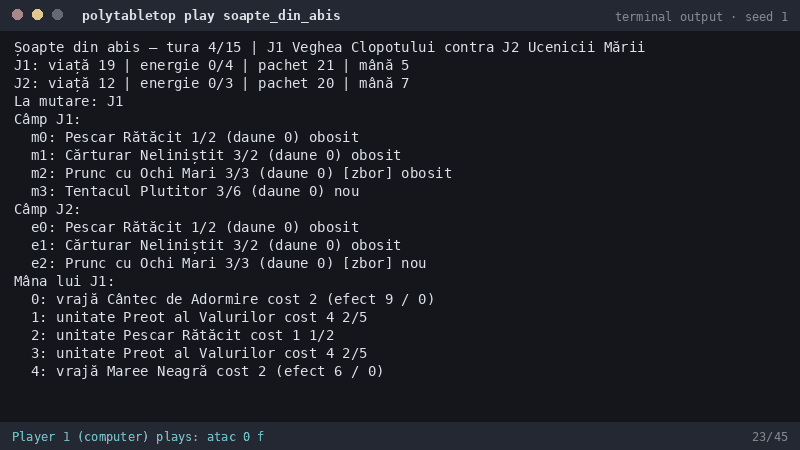 polytabletop play soapte_din_abis
terminal output · seed 1
Șoapte din abis — tura 4/15 | J1 Veghea Clopotului contra J2 Ucenicii Mării
J1: viață 19 | energie 0/4 | pachet 21 | mână 5
J2: viață 12 | energie 0/3 | pachet 20 | mână 7
La mutare: J1
Câmp J1:
m0: Pescar Rătăcit 1/2 (daune 0) obosit
m1: Cărturar Neliniștit 3/2 (daune 0) obosit
m2: Prunc cu Ochi Mari 3/3 (daune 0) [zbor] obosit
m3: Tentacul Plutitor 3/6 (daune 0) nou
Câmp J2:
e0: Pescar Rătăcit 1/2 (daune 0) obosit
e1: Cărturar Neliniștit 3/2 (daune 0) obosit
e2: Prunc cu Ochi Mari 3/3 (daune 0) [zbor] nou
Mâna lui J1:
0: vrajă Cântec de Adormire cost 2 (efect 9 / 0)
1: unitate Preot al Valurilor cost 4 2/5
2: unitate Pescar Rătăcit cost 1 1/2
3: unitate Preot al Valurilor cost 4 2/5
4: vrajă Maree Neagră cost 2 (efect 6 / 0)
Player 1 (computer) plays: atac 0 f
23/45